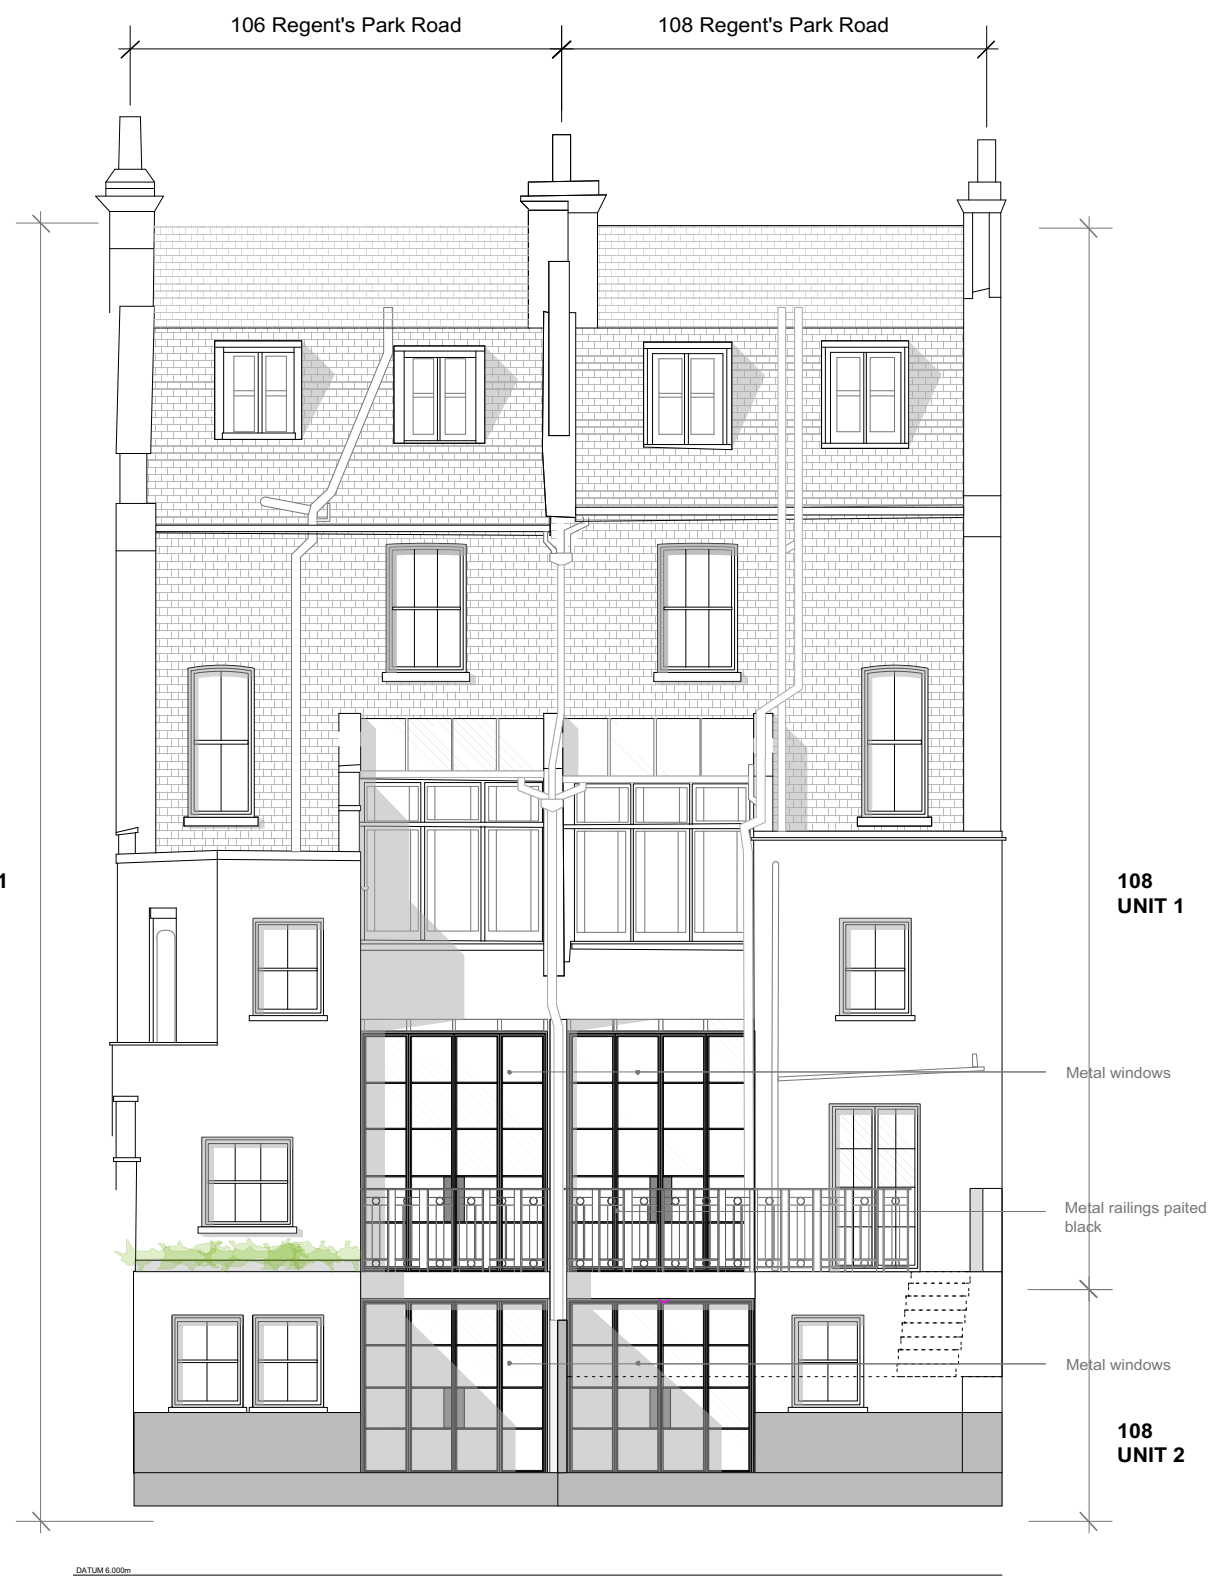 106 Regent's Park Road
108 Regent's Park Road
1
108
UNIT 1
Metal windows
Metal railings paited
black
Metal windows
108
UNIT 2
DATUM 6.000m